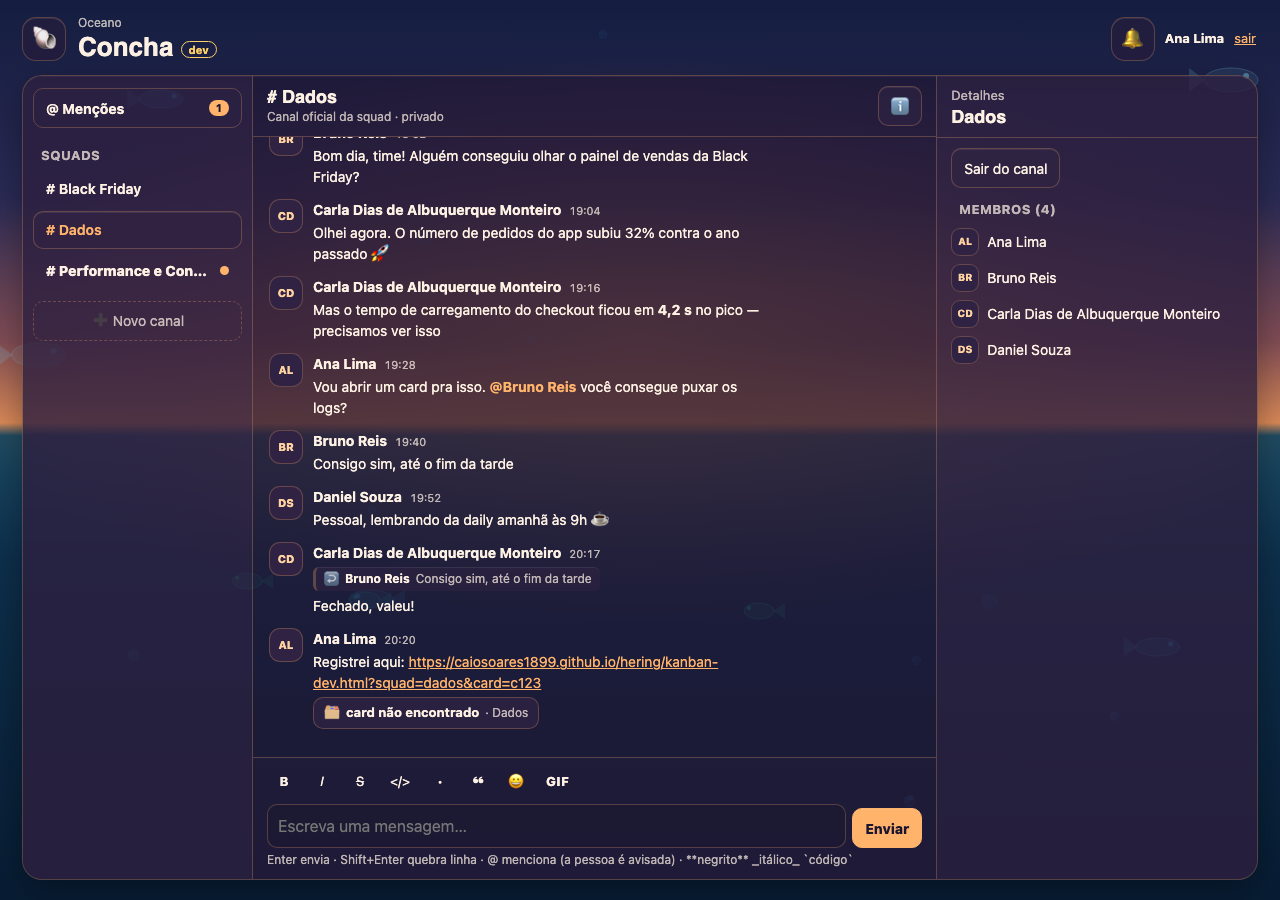 Oceano
Concha dev
Ana Lima sair
@ Menções 1
SQUADS
# Black Friday
# Dados
# Performance e Con...
Novo canal
# Dados
Canal oficial da squad · privado
BR
Bom dia, time! Alguém conseguiu olhar o painel de vendas da Black
Friday?
CD
Carla Dias de Albuquerque Monteiro 19:04
Olhei agora. O número de pedidos do app subiu 32% contra o ano
passado 🚀
CD
Carla Dias de Albuquerque Monteiro 19:16
Mas o tempo de carregamento do checkout ficou em 4,2 s no pico —
precisamos ver isso
AL
Ana Lima 19:28
Vou abrir um card pra isso. @Bruno Reis você consegue puxar os
logs?
BR
Bruno Reis 19:40
Consigo sim, até o fim da tarde
DS
Daniel Souza 19:52
Pessoal, lembrando da daily amanhã às 9h ☕
CD
Carla Dias de Albuquerque Monteiro 20:17
Bruno Reis Consigo sim, até o fim da tarde
Fechado, valeu!
AL
Ana Lima 20:20
Registrei aqui: https://caiosoares1899.github.io/hering/kanban-
dev.html?squad=dados&card=c123
card não encontrado · Dados
B I S </> • ❝ 😀 GIF
Escreva uma mensagem...
Enviar
Enter envia · Shift+Enter quebra linha · @ menciona (a pessoa é avisada) · **negrito** _itálico_ `código`
Detalhes
Dados
Sair do canal
MEMBROS (4)
AL Ana Lima
BR Bruno Reis
CD Carla Dias de Albuquerque Monteiro
DS Daniel Souza